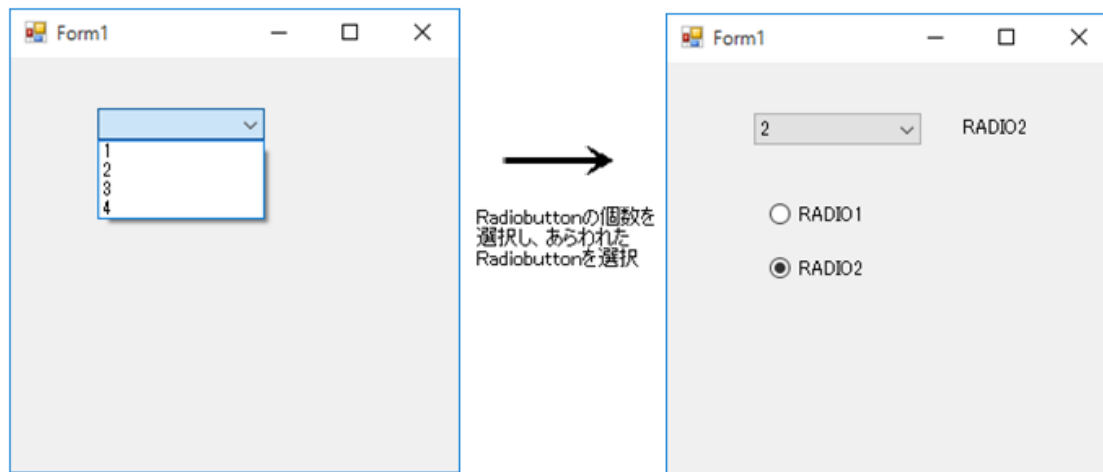 Form1
1
2
3
4
Radiobuttonの個数を
選択し、あらわれた
Radiobuttonを選択
Form1
2
RADIO2
RADIO1
RADIO2